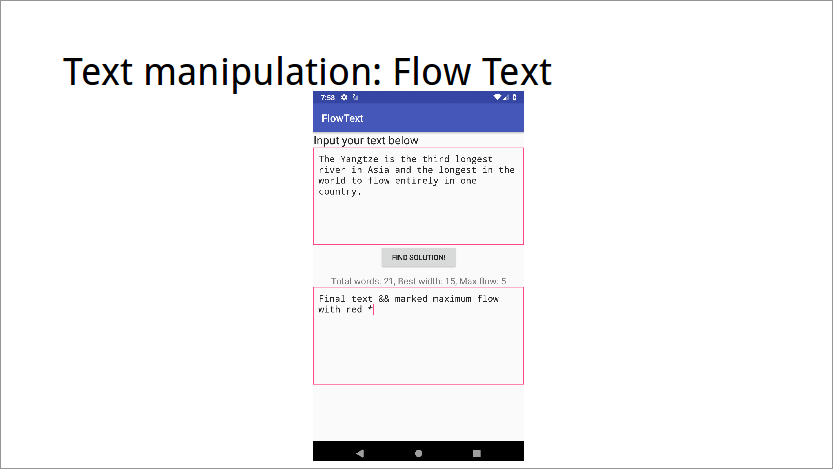 Text manipulation: Flow Text
7:53
FlowText
Input your text below
The Yangtze is the third longest
river in Asia and the longest in the
world to flow entirely in one
country.
FIND SOLUTION!
Total words: 21, Best width: 15, Max flow: 5
Final text && marked maximum flow
with red *